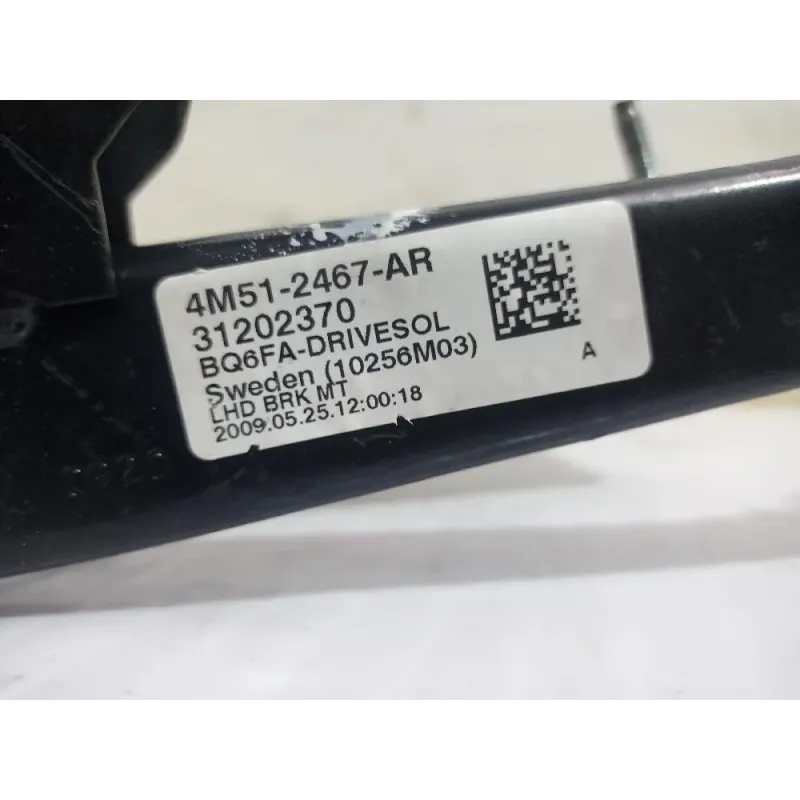 4M51-2467-AR
31202370
BQ6FA-DRIVESOL
Sweden (10256M03)
LHD BRK MT
2009.05.25.12:00:18
A